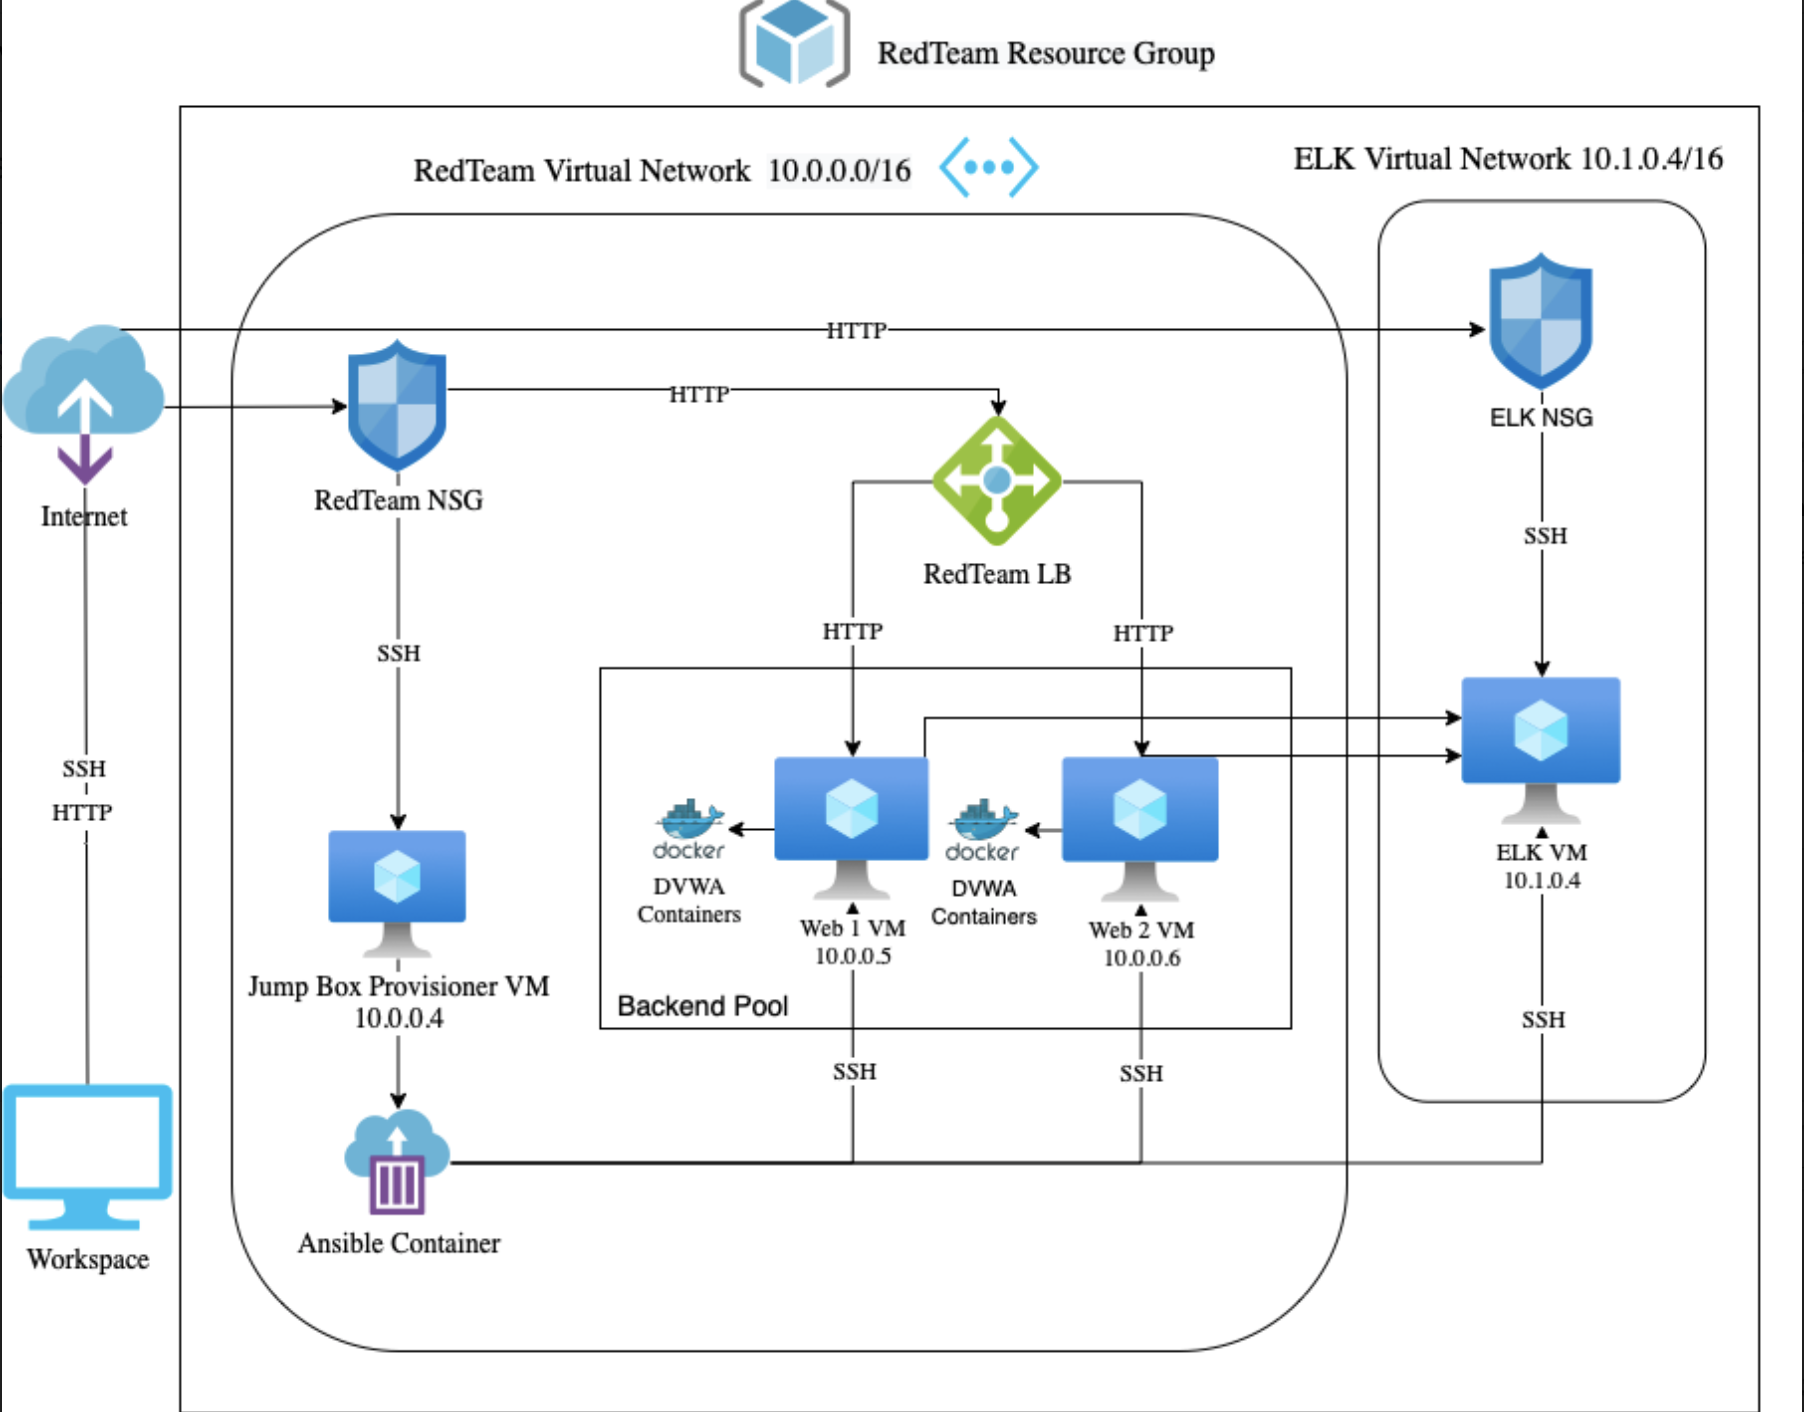 RedTeam Resource Group
RedTeam Virtual Network 10.0.0.0/16
ELK Virtual Network 10.1.0.4/16
HTTP
HTTP
ELK NSG
Internet
RedTeam NSG
RedTeam LB
SSH
HTTP
HTTP
SSH
SSH
HTTP
docker
DVWA
Containers
docker
DVWA
Containers
Web 1 VM
10.0.0.5
Web 2 VM
10.0.0.6
ELK VM
10.1.0.4
Jump Box Provisioner VM
10.0.0.4
Backend Pool
SSH
SSH
SSH
Ansible Container
Workspace